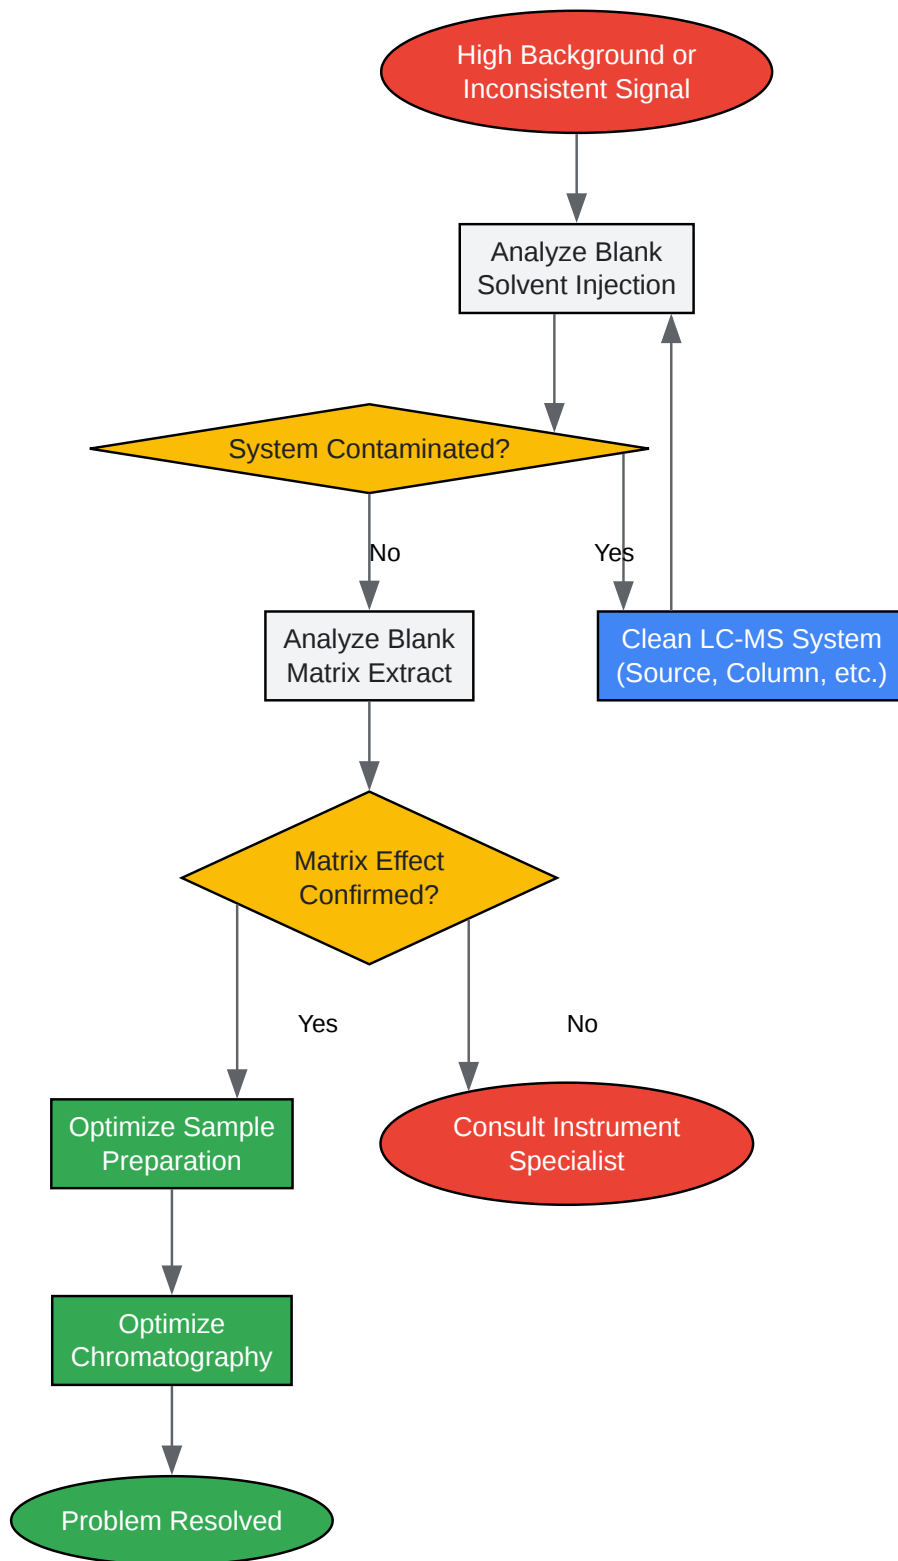 High Background or
Inconsistent Signal
Analyze Blank
Solvent Injection
System Contaminated?
No
Yes
Analyze Blank
Matrix Extract
Clean LC-MS System
(Source, Column, etc.)
Matrix Effect
Confirmed?
Yes
No
Optimize Sample
Preparation
Consult Instrument
Specialist
Optimize
Chromatography
Problem Resolved